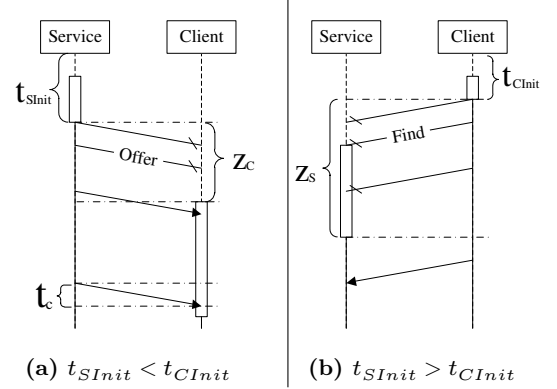 Service Client
t_SInit
Offer
z_C
t_c
(a) t_SInit < t_CInit
Service Client
t_CInit
Find
z_S
(b) t_SInit > t_CInit